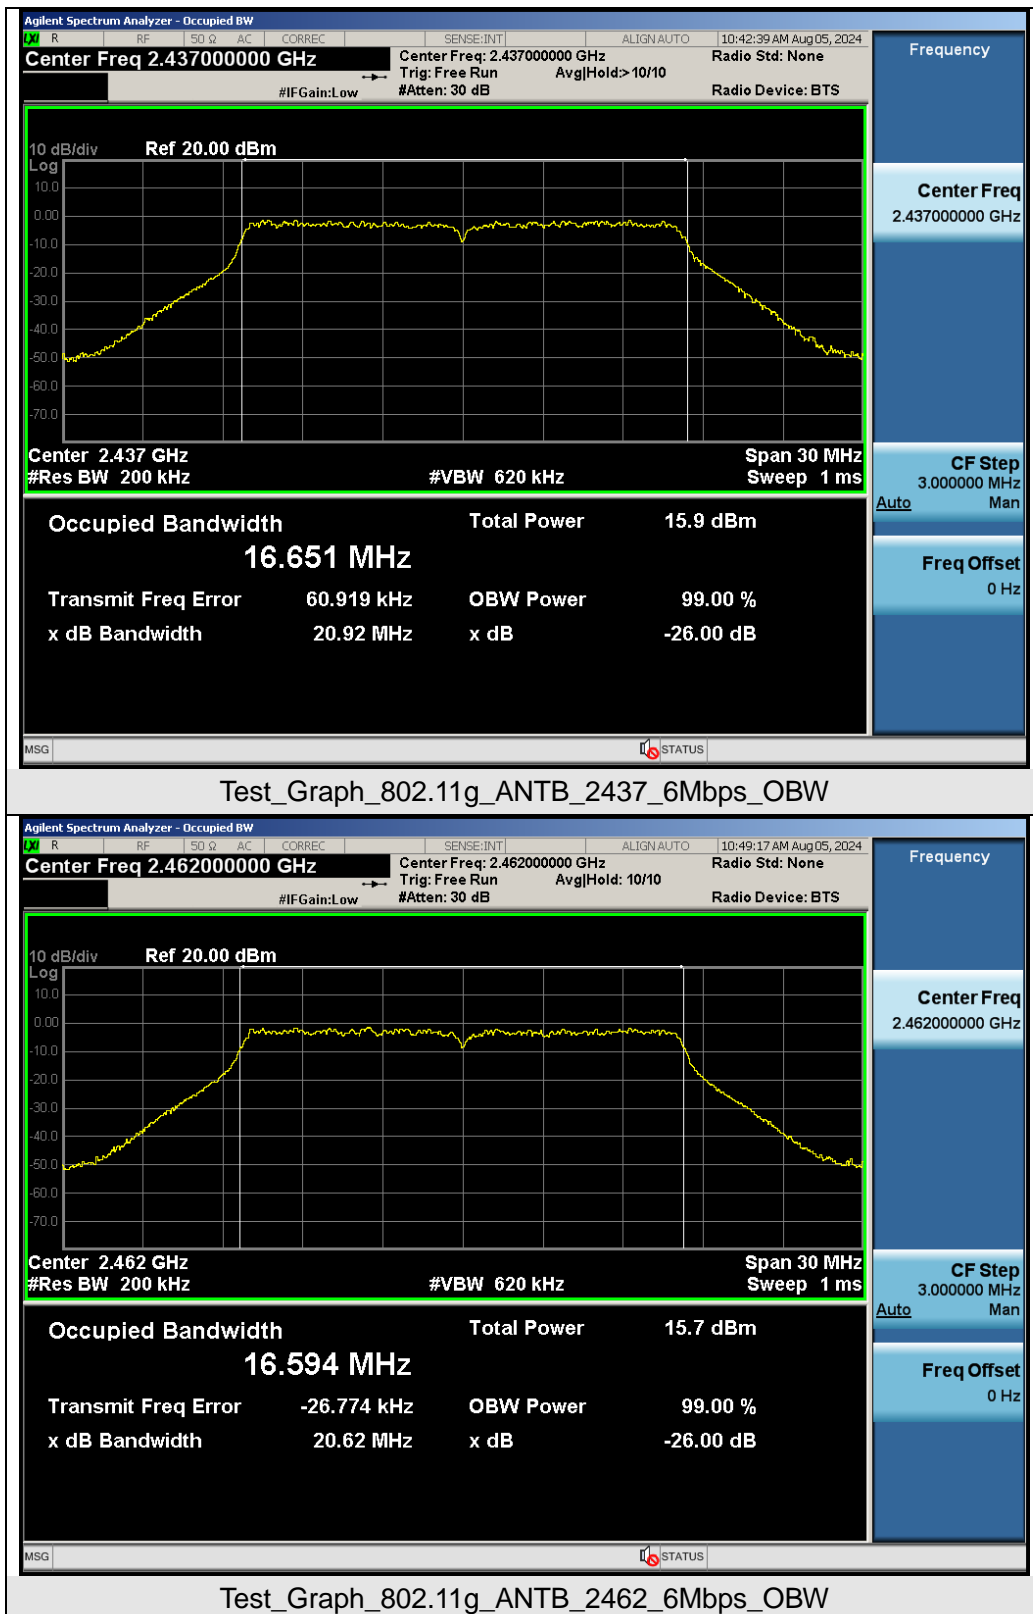 Agilent Spectrum Analyzer - Occupied BW
LXI R RF 50 Ω AC CORREC SENSE:INT ALIGN AUTO 10:42:39 AM Aug 05, 2024
Center Freq 2.437000000 GHz
Center Freq: 2.437000000 GHz Radio Std: None
Trig: Free Run Avg|Hold:> 10/10
#IFGain:Low #Atten: 30 dB Radio Device: BTS
Frequency
10 dB/div Ref 20.00 dBm
Log
10.0
0.00
-10.0
-20.0
-30.0
-40.0
-50.0
-60.0
-70.0
Center 2.437 GHz Span 30 MHz
#Res BW 200 kHz #VBW 620 kHz Sweep 1 ms
Center Freq
2.437000000 GHz
CF Step
3.000000 MHz
Auto Man
Freq Offset
0 Hz
Occupied Bandwidth Total Power 15.9 dBm
16.651 MHz
Transmit Freq Error 60.919 kHz OBW Power 99.00 %
x dB Bandwidth 20.92 MHz x dB -26.00 dB
MSG STATUS
Test_Graph_802.11g_ANTB_2437_6Mbps_OBW
Agilent Spectrum Analyzer - Occupied BW
LXI R RF 50 Ω AC CORREC SENSE:INT ALIGN AUTO 10:49:17 AM Aug 05, 2024
Center Freq 2.462000000 GHz
Center Freq: 2.462000000 GHz Radio Std: None
Trig: Free Run Avg|Hold: 10/10
#IFGain:Low #Atten: 30 dB Radio Device: BTS
Frequency
10 dB/div Ref 20.00 dBm
Log
10.0
0.00
-10.0
-20.0
-30.0
-40.0
-50.0
-60.0
-70.0
Center 2.462 GHz Span 30 MHz
#Res BW 200 kHz #VBW 620 kHz Sweep 1 ms
Center Freq
2.462000000 GHz
CF Step
3.000000 MHz
Auto Man
Freq Offset
0 Hz
Occupied Bandwidth Total Power 15.7 dBm
16.594 MHz
Transmit Freq Error -26.774 kHz OBW Power 99.00 %
x dB Bandwidth 20.62 MHz x dB -26.00 dB
MSG STATUS
Test_Graph_802.11g_ANTB_2462_6Mbps_OBW